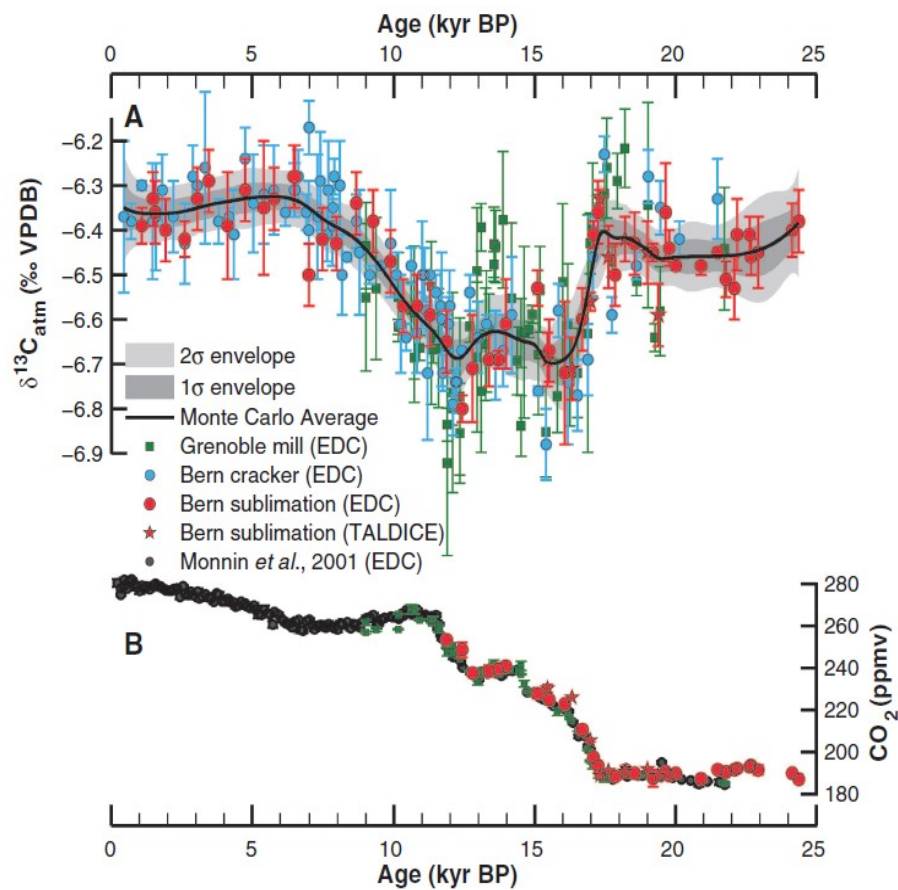 Age (kyr BP)
0 5 10 15 20 25
A
−6.2
−6.3
−6.4
−6.5
−6.6
−6.7
−6.8
−6.9
δ¹³Cₐₜₘ (‰ VPDB)
2σ envelope
1σ envelope
Monte Carlo Average
Grenoble mill (EDC)
Bern cracker (EDC)
Bern sublimation (EDC)
Bern sublimation (TALDICE)
Monnin et al., 2001 (EDC)
B
280
260
240
220
200
180
CO₂ (ppmv)
0 5 10 15 20 25
Age (kyr BP)